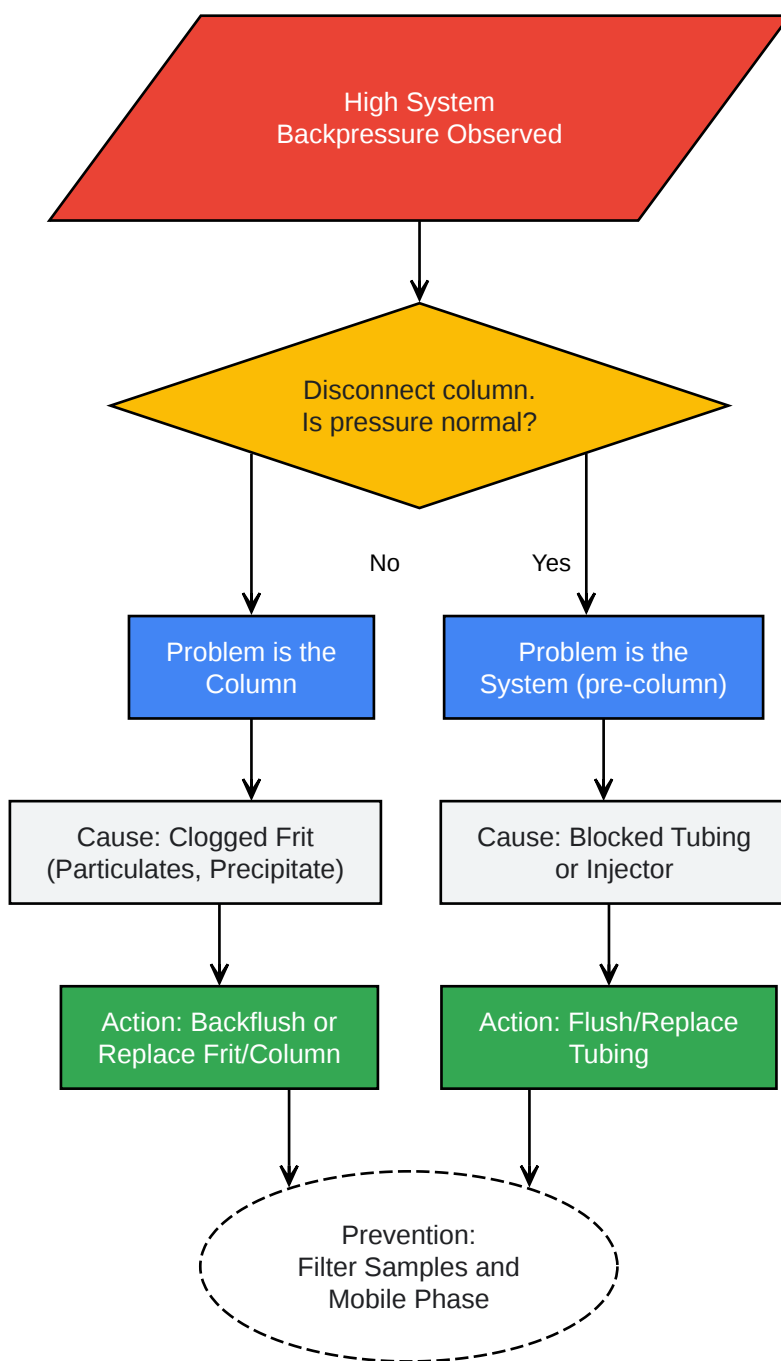 High System
Backpressure Observed
Disconnect column.
Is pressure normal?
No
Yes
Problem is the
Column
Problem is the
System (pre-column)
Cause: Clogged Frit
(Particulates, Precipitate)
Cause: Blocked Tubing
or Injector
Action: Backflush or
Replace Frit/Column
Action: Flush/Replace
Tubing
Prevention:
Filter Samples and
Mobile Phase